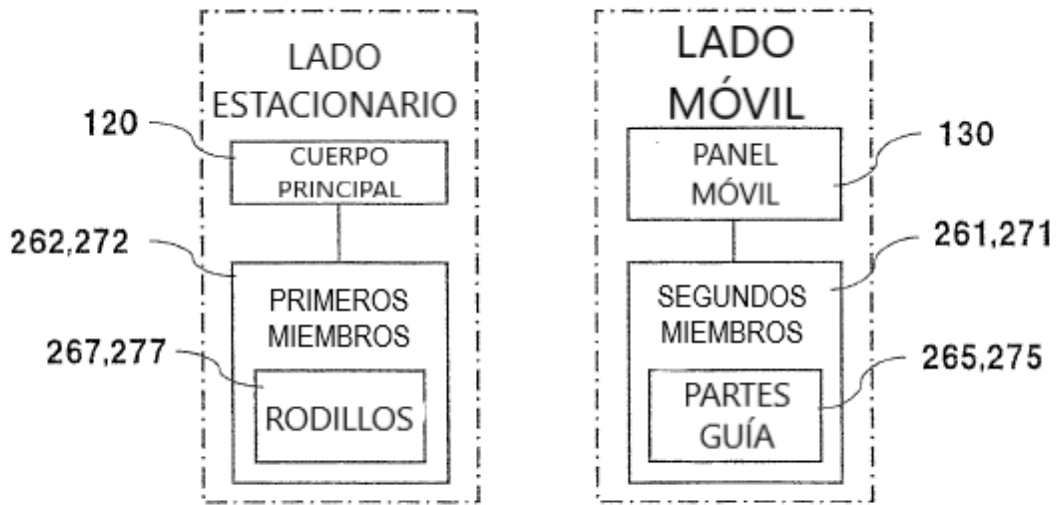 LADO
ESTACIONARIO
120
CUERPO
PRINCIPAL
262,272
PRIMEROS
MIEMBROS
267,277
RODILLOS
LADO
MÓVIL
PANEL
MÓVIL
130
261,271
SEGUNDOS
MIEMBROS
265,275
PARTES
GUÍA